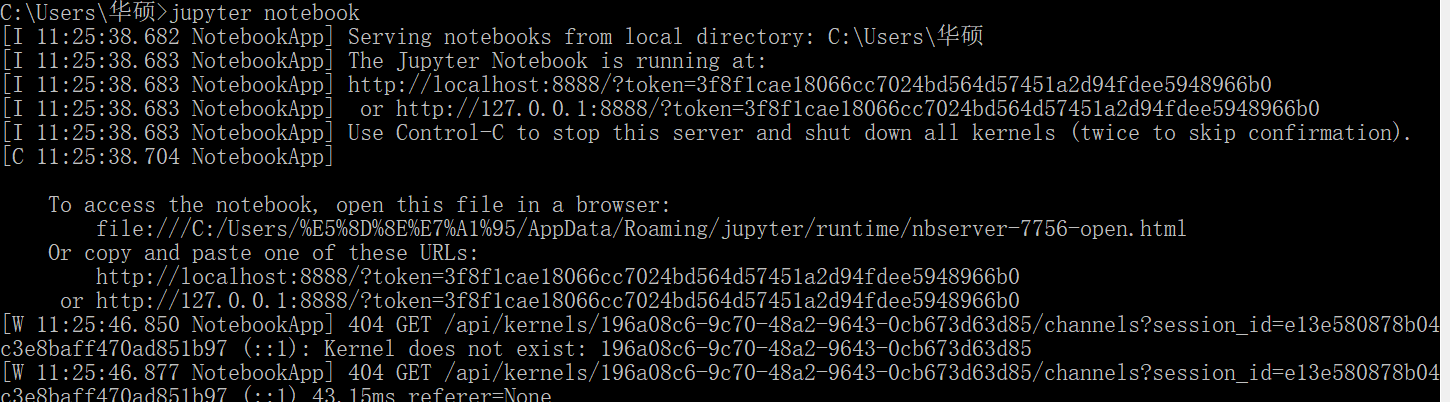 C:\Users\华硕>jupyter notebook
[I 11:25:38.682 NotebookApp] Serving notebooks from local directory: C:\Users\华硕
[I 11:25:38.683 NotebookApp] The Jupyter Notebook is running at:
[I 11:25:38.683 NotebookApp] http://localhost:8888/?token=3f8f1cae18066cc7024bd564d57451a2d94fdee5948966b0
[I 11:25:38.683 NotebookApp]  or http://127.0.0.1:8888/?token=3f8f1cae18066cc7024bd564d57451a2d94fdee5948966b0
[I 11:25:38.683 NotebookApp] Use Control-C to stop this server and shut down all kernels (twice to skip confirmation).
[C 11:25:38.704 NotebookApp]
To access the notebook, open this file in a browser:
file:///C:/Users/%E5%8D%8E%E7%A1%95/AppData/Roaming/jupyter/runtime/nbserver-7756-open.html
Or copy and paste one of these URLs:
http://localhost:8888/?token=3f8f1cae18066cc7024bd564d57451a2d94fdee5948966b0
or http://127.0.0.1:8888/?token=3f8f1cae18066cc7024bd564d57451a2d94fdee5948966b0
[W 11:25:46.850 NotebookApp] 404 GET /api/kernels/196a08c6-9c70-48a2-9643-0cb673d63d85/channels?session_id=e13e580878b04
c3e8baff470ad851b97 (::1): Kernel does not exist: 196a08c6-9c70-48a2-9643-0cb673d63d85
[W 11:25:46.877 NotebookApp] 404 GET /api/kernels/196a08c6-9c70-48a2-9643-0cb673d63d85/channels?session_id=e13e580878b04
c3e8baff470ad851b97 (::1) 43.15ms referer=None